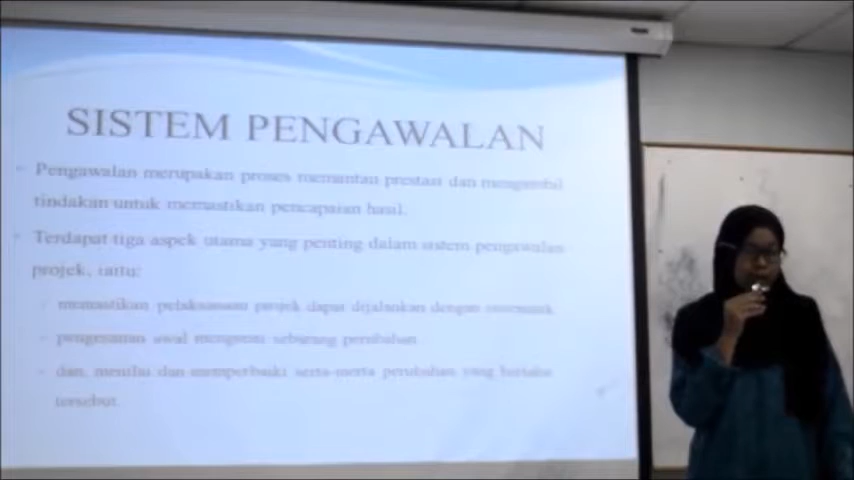 SISTEM PENGAWALAN
Pengawalan merupakan proses memantau prestasi dan mengambil
tindakan untuk memastikan pencapaian hasil.
Terdapat tiga aspek utama yang penting dalam sistem pengawalan
projek, iaitu:
memastikan pelaksanaan projek dapat dijalankan dengan sistematik
pengesanan awal mengenai sebarang perubahan.
dan, menilai dan memperbaiki serta-merta perubahan yang berlaku
tersebut.